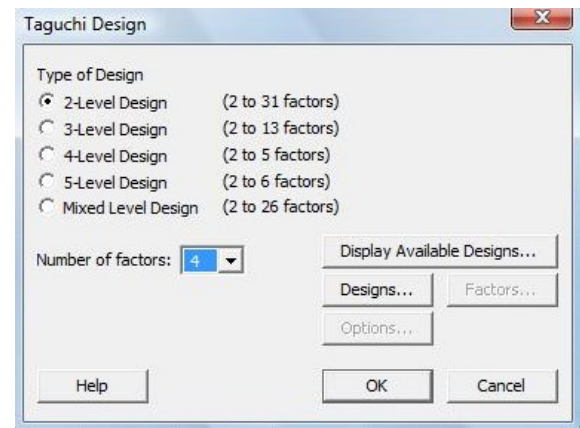 Taguchi Design
Type of Design
2-Level Design (2 to 31 factors)
3-Level Design (2 to 13 factors)
4-Level Design (2 to 5 factors)
5-Level Design (2 to 6 factors)
Mixed Level Design (2 to 26 factors)
Number of factors: 4
Display Available Designs...
Designs... Factors...
Options...
Help OK Cancel